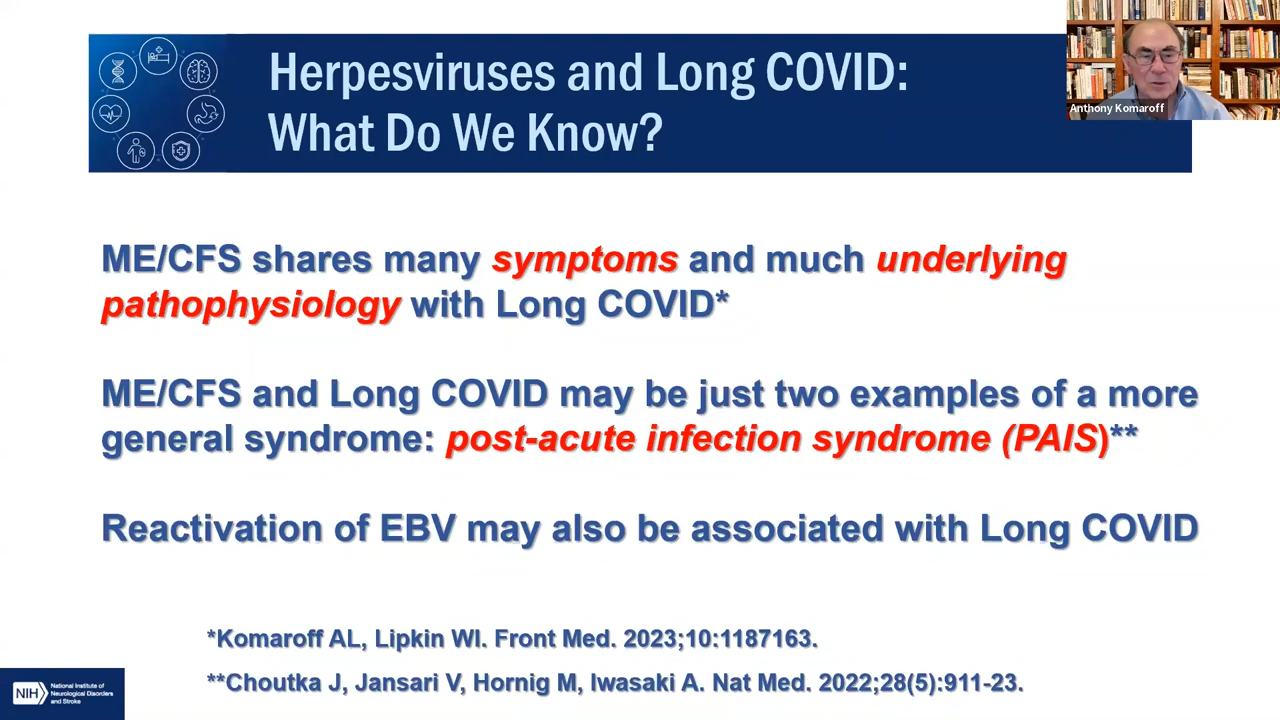 Herpesviruses and Long COVID:
What Do We Know?
Anthony Komaroff
ME/CFS shares many symptoms and much underlying
pathophysiology with Long COVID*
ME/CFS and Long COVID may be just two examples of a more
general syndrome: post-acute infection syndrome (PAIS)**
Reactivation of EBV may also be associated with Long COVID
*Komaroff AL, Lipkin WI. Front Med. 2023;10:1187163.
**Choutka J, Jansari V, Hornig M, Iwasaki A. Nat Med. 2022;28(5):911-23.
NIH
National Institute of
Neurological Disorders
and Stroke